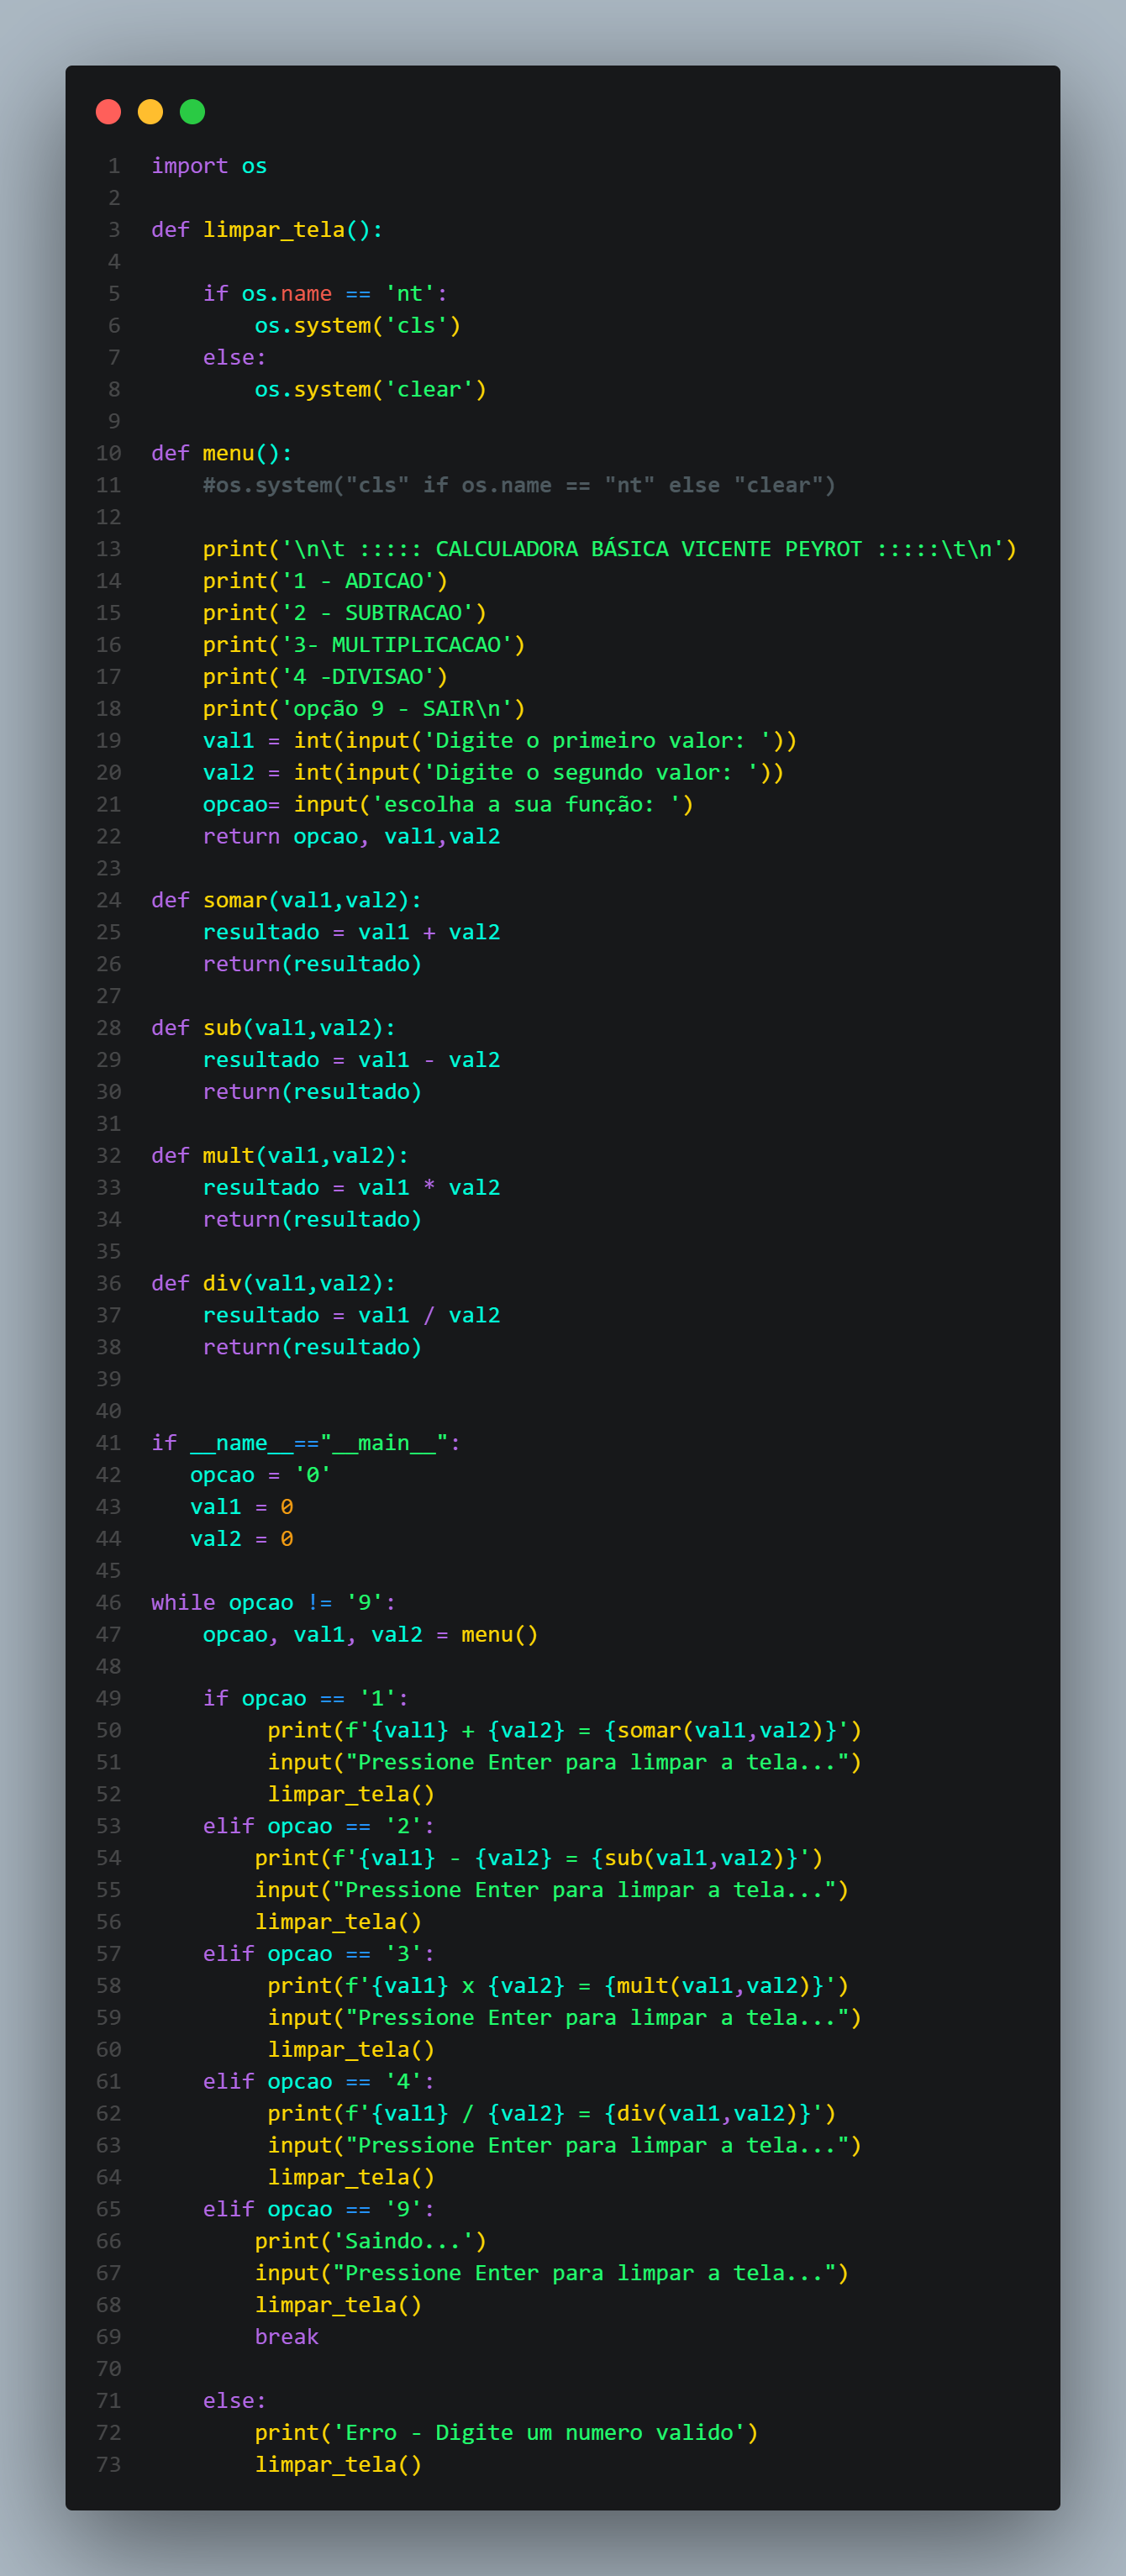 1 import os
2
3 def limpar_tela():
4
5     if os.name == 'nt':
6         os.system('cls')
7     else:
8         os.system('clear')
9
10 def menu():
11     #os.system("cls" if os.name == "nt" else "clear")
12
13     print('\n\t ::::: CALCULADORA BÁSICA VICENTE PEYROT :::::\t\n')
14     print('1 - ADICAO')
15     print('2 - SUBTRACAO')
16     print('3- MULTIPLICACAO')
17     print('4 -DIVISAO')
18     print('opção 9 - SAIR\n')
19     val1 = int(input('Digite o primeiro valor: '))
20     val2 = int(input('Digite o segundo valor: '))
21     opcao= input('escolha a sua função: ')
22     return opcao, val1,val2
23
24 def somar(val1,val2):
25     resultado = val1 + val2
26     return(resultado)
27
28 def sub(val1,val2):
29     resultado = val1 - val2
30     return(resultado)
31
32 def mult(val1,val2):
33     resultado = val1 * val2
34     return(resultado)
35
36 def div(val1,val2):
37     resultado = val1 / val2
38     return(resultado)
39
40
41 if __name__=="__main__":
42    opcao = '0'
43    val1 = 0
44    val2 = 0
45
46 while opcao != '9':
47     opcao, val1, val2 = menu()
48
49     if opcao == '1':
50          print(f'{val1} + {val2} = {somar(val1,val2)}')
51          input("Pressione Enter para limpar a tela...")
52          limpar_tela()
53     elif opcao == '2':
54         print(f'{val1} - {val2} = {sub(val1,val2)}')
55         input("Pressione Enter para limpar a tela...")
56         limpar_tela()
57     elif opcao == '3':
58          print(f'{val1} x {val2} = {mult(val1,val2)}')
59          input("Pressione Enter para limpar a tela...")
60          limpar_tela()
61     elif opcao == '4':
62          print(f'{val1} / {val2} = {div(val1,val2)}')
63          input("Pressione Enter para limpar a tela...")
64          limpar_tela()
65     elif opcao == '9':
66         print('Saindo...')
67         input("Pressione Enter para limpar a tela...")
68         limpar_tela()
69         break
70
71     else:
72         print('Erro - Digite um numero valido')
73         limpar_tela()